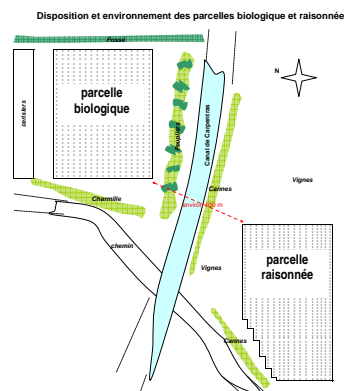 Disposition et environnement des parcelles biologique et raisonnée
Fossé
N
cerisiers
parcelle
biologique
Peupliers
Canal de Carpentras
Vignes
Cannes
Charmille
chemin
parcelle
raisonnée
Vignes
Cannes